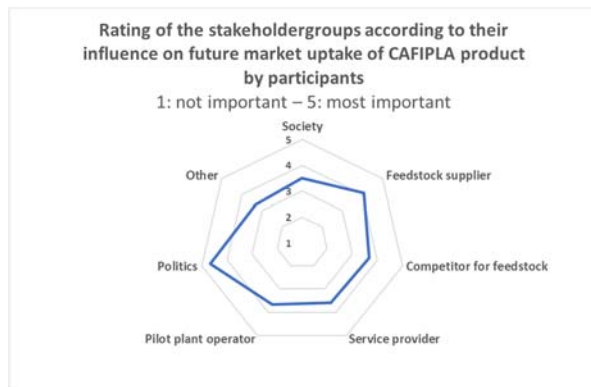 Rating of the stakeholdergroups according to their
influence on future market uptake of CAFIPLA product
by participants
1: not important – 5: most important
Society
5
Other
4
Feedstock supplier
3
2
1
Politics
Competitor for feedstock
Pilot plant operator
Service provider